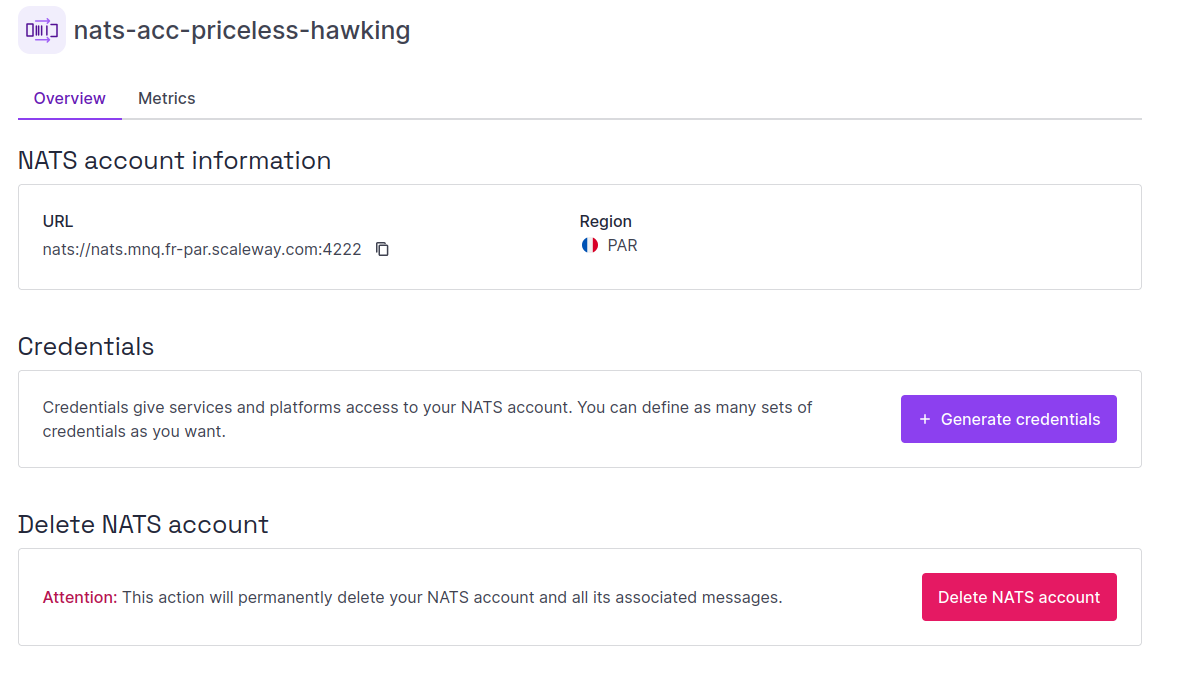 nats-acc-priceless-hawking
Overview Metrics
NATS account information
URL Region
nats://nats.mnq.fr-par.scaleway.com:4222 PAR
Credentials
Credentials give services and platforms access to your NATS account. You can define as many sets of
credentials as you want.
+ Generate credentials
Delete NATS account
Attention: This action will permanently delete your NATS account and all its associated messages.
Delete NATS account